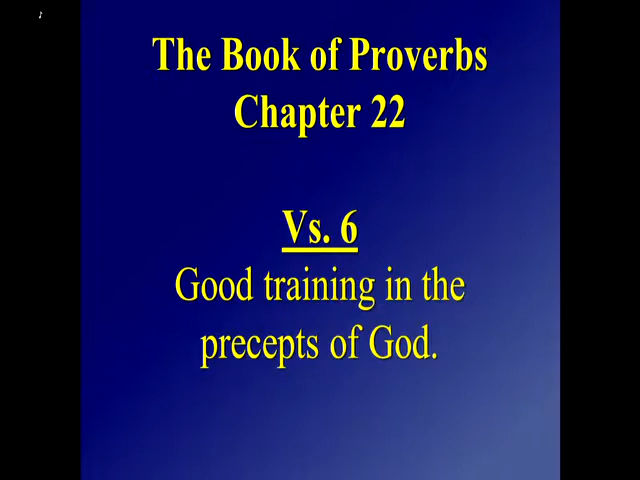 The Book of Proverbs
Chapter 22
Vs. 6
Good training in the
precepts of God.